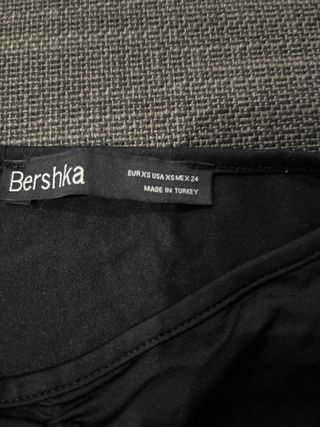 Bershka
EUR XS USA XS MEX 24
MADE IN TURKEY